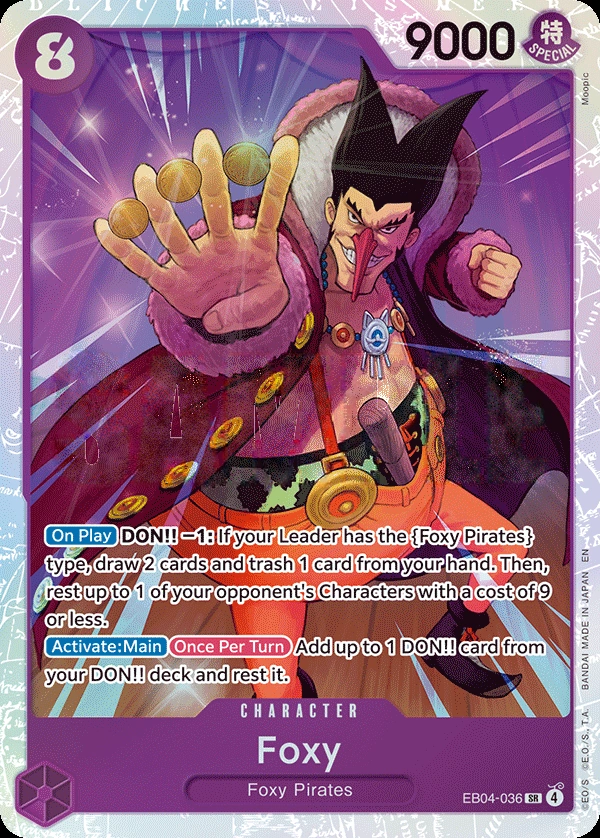 8
9000
特
SPECIAL
Moopic
On Play DON!! −1: If your Leader has the {Foxy Pirates}
type, draw 2 cards and trash 1 card from your hand. Then,
rest up to 1 of your opponent's Characters with a cost of 9
or less.
Activate:Main Once Per Turn Add up to 1 DON!! card from
your DON!! deck and rest it.
CHARACTER
Foxy
Foxy Pirates
EB04-036 SR 4
©E.O./S ©E.O./S, T.A. BANDAI MADE IN JAPAN EN